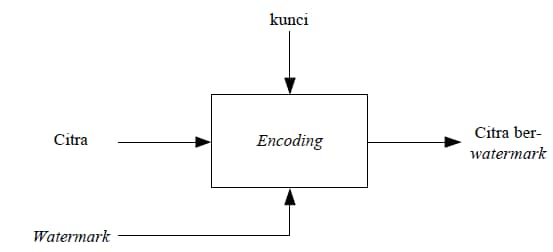 kunci
Citra
Encoding
Citra ber-
watermark
Watermark